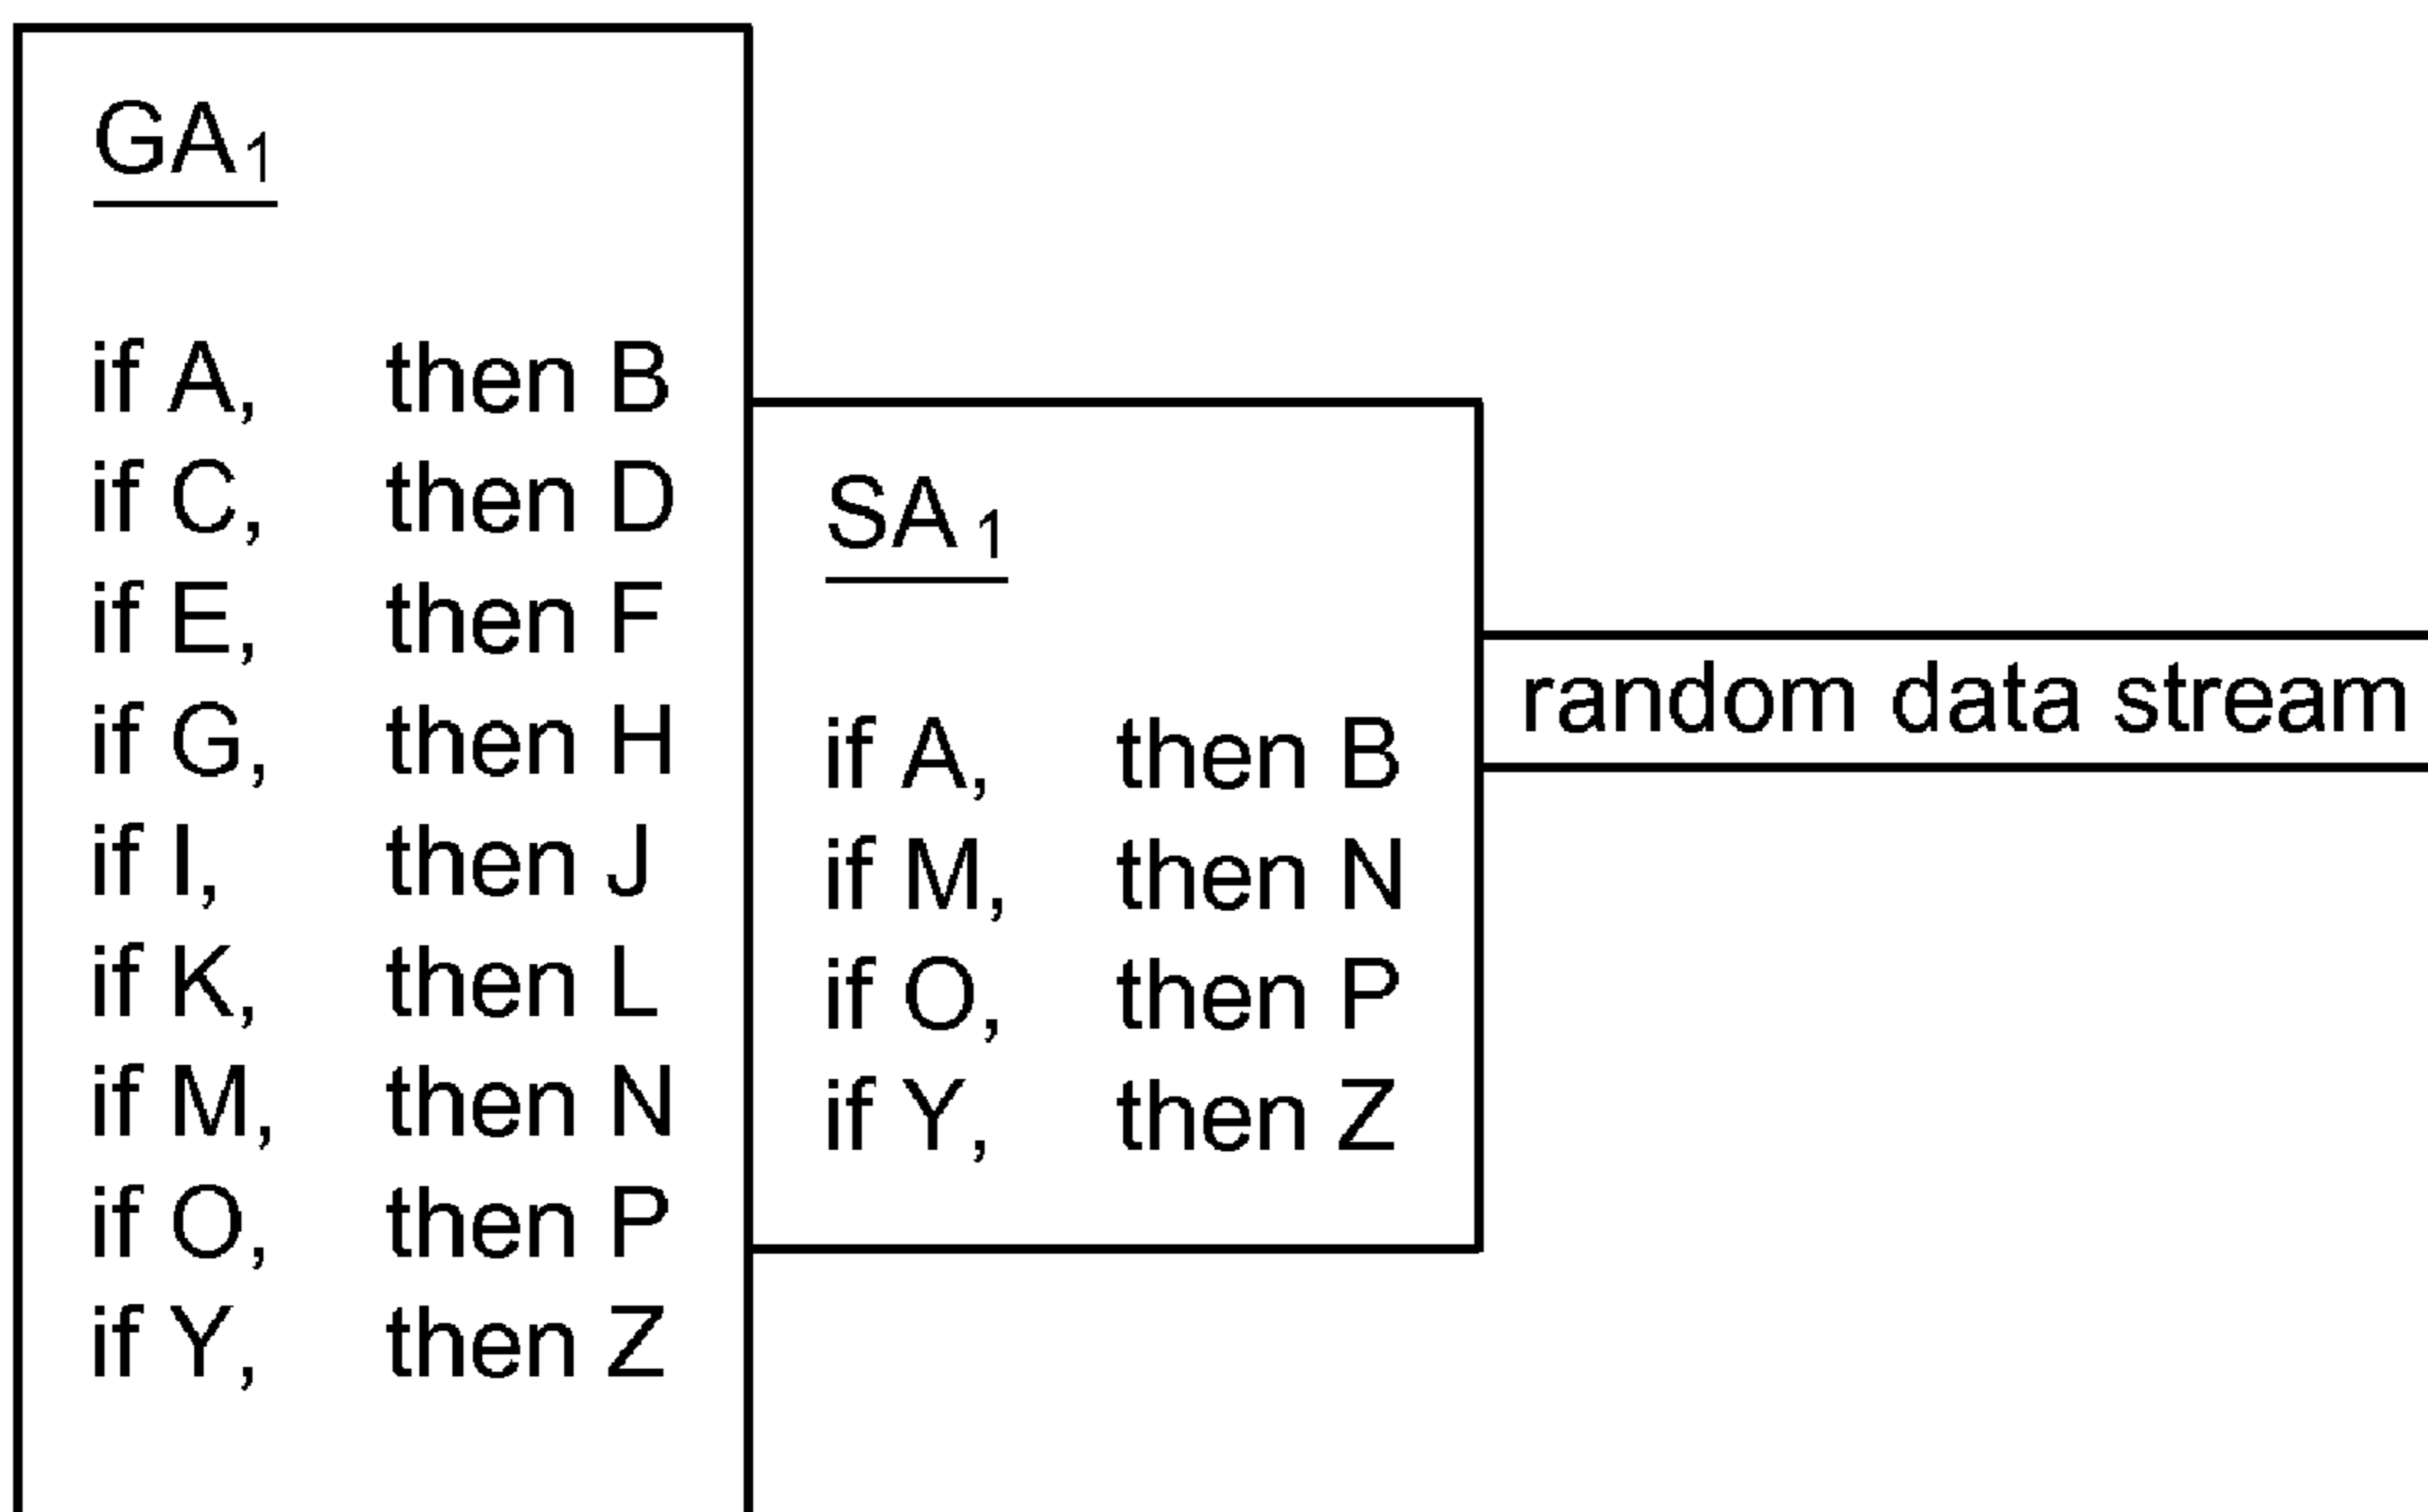 GA₁
if A, then B
if C, then D
if E, then F
if G, then H
if I, then J
if K, then L
if M, then N
if O, then P
if Y, then Z
SA₁
if A, then B
if M, then N
if O, then P
if Y, then Z
random data stream